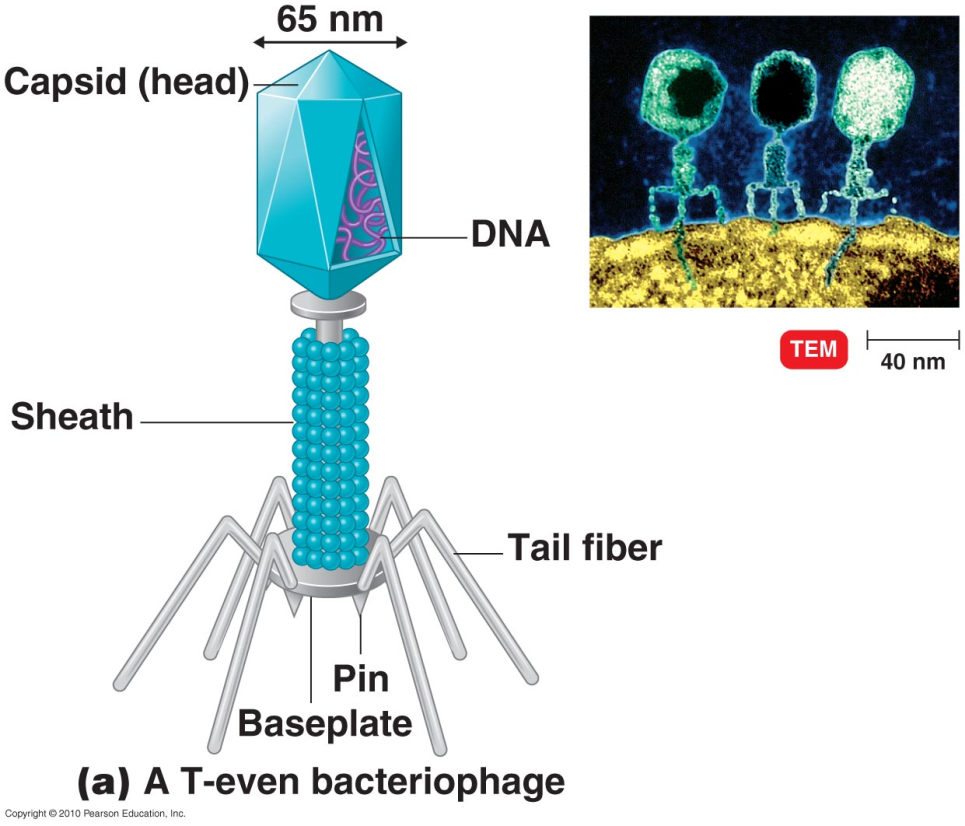 65 nm
Capsid (head)
DNA
TEM
40 nm
Sheath
Tail fiber
Pin
Baseplate
(a) A T-even bacteriophage
Copyright © 2010 Pearson Education, Inc.